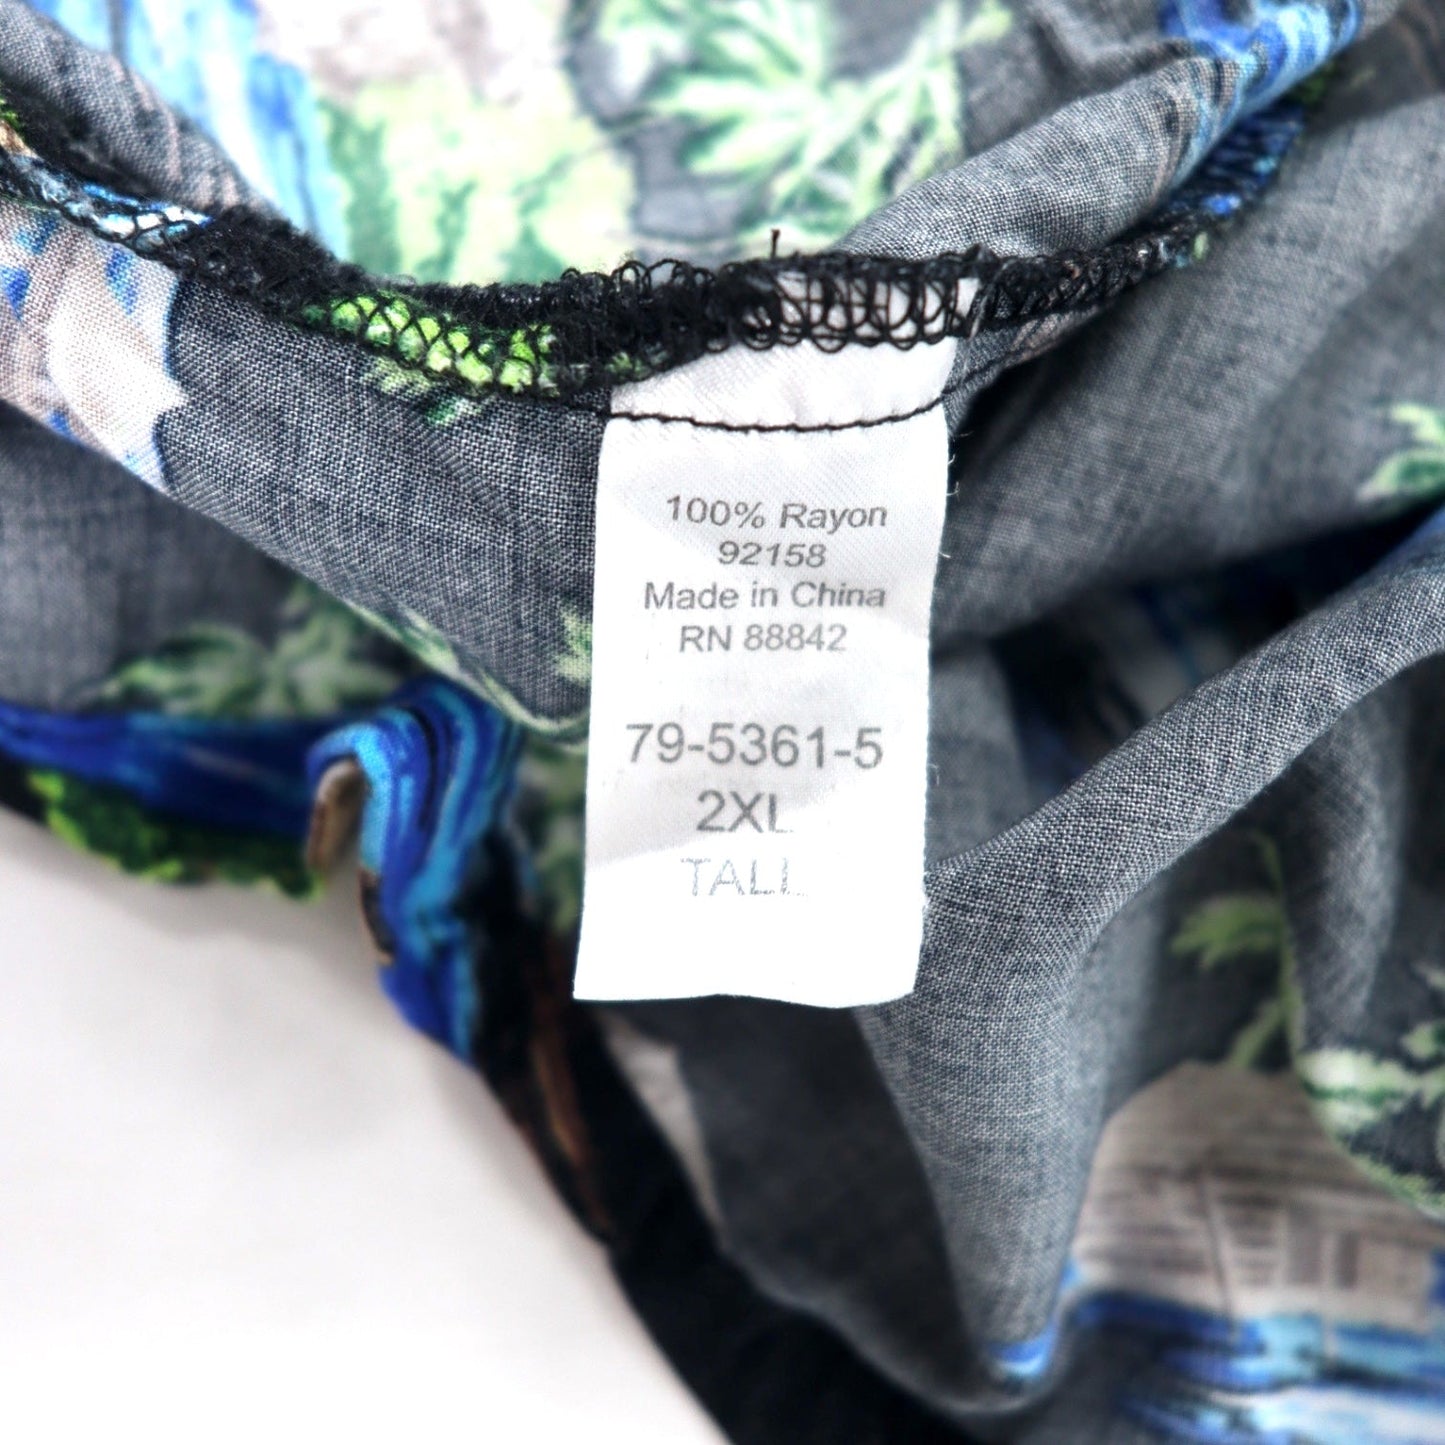 100% Rayon
92158
Made in China
RN 88842
79-5361-5
2XL
TALL